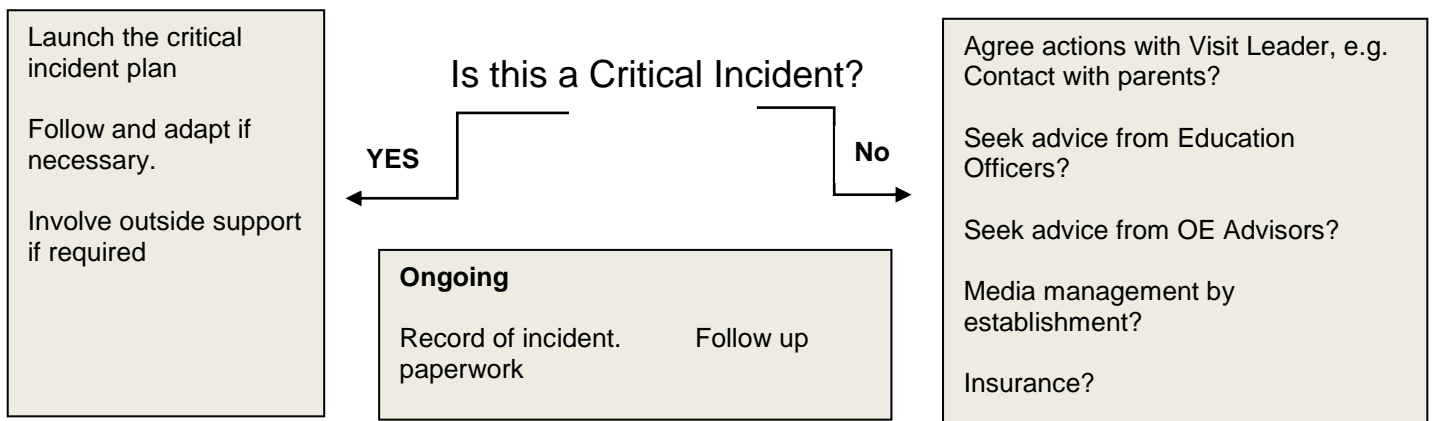 Launch the critical
incident plan
Follow and adapt if
necessary.
Involve outside support
if required
Is this a Critical Incident?
YES
No
Ongoing
Record of incident. Follow up
paperwork
Agree actions with Visit Leader, e.g.
Contact with parents?
Seek advice from Education
Officers?
Seek advice from OE Advisors?
Media management by
establishment?
Insurance?